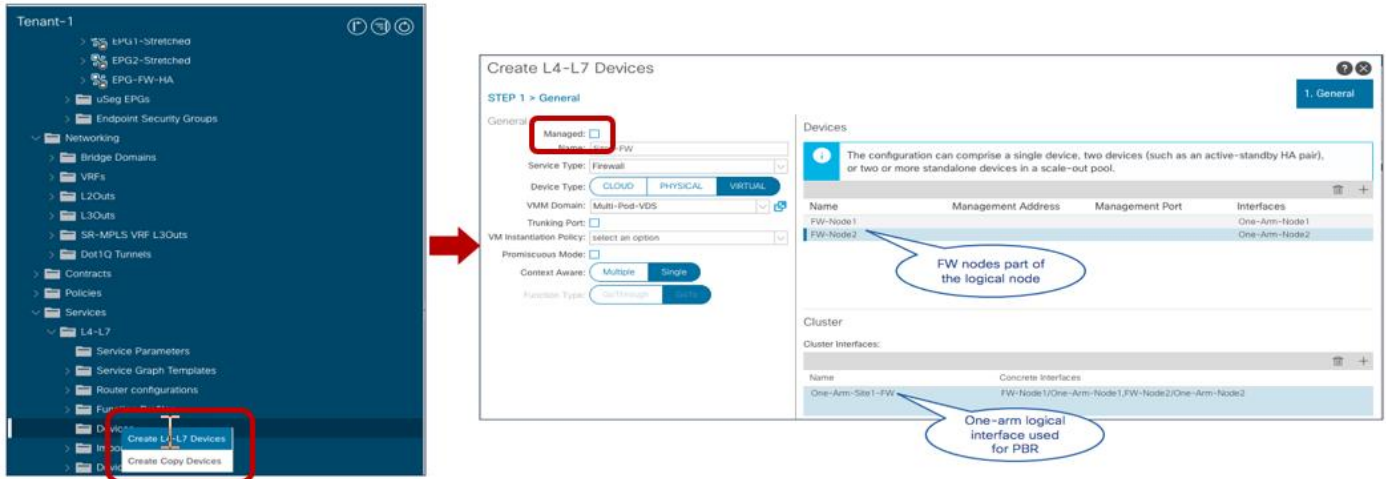 Tenant-1
EPG1-Stretched
EPG2-Stretched
EPG-FW-HA
uSeg EPGs
Endpoint Security Groups
Networking
Bridge Domains
VRFs
L2Outs
L3Outs
SR-MPLS VRF L3Outs
Dot1Q Tunnels
Contracts
Policies
Services
L4-L7
Service Parameters
Service Graph Templates
Router configurations
Create L4-L7 Devices
Create Copy Devices
Create L4-L7 Devices
STEP 1 > General
1. General
General
Managed:
Name: -FW
Service Type: Firewall
Device Type: CLOUD PHYSICAL VIRTUAL
VMM Domain: Multi-Pod-VDS
Trunking Port:
VM Instantiation Policy: select an option
Promiscuous Mode:
Context Aware: Multiple Single
Function Type: GoThrough GoTo
Devices
The configuration can comprise a single device, two devices (such as an active-standby HA pair),
or two or more standalone devices in a scale-out pool.
Name Management Address Management Port Interfaces
FW-Node1 One-Arm-Node1
FW-Node2 One-Arm-Node2
FW nodes part of
the logical node
Cluster
Cluster Interfaces:
Name Concrete Interfaces
One-Arm-Site1-FW FW-Node1/One-Arm-Node1,FW-Node2/One-Arm-Node2
One-arm logical
interface used
for PBR